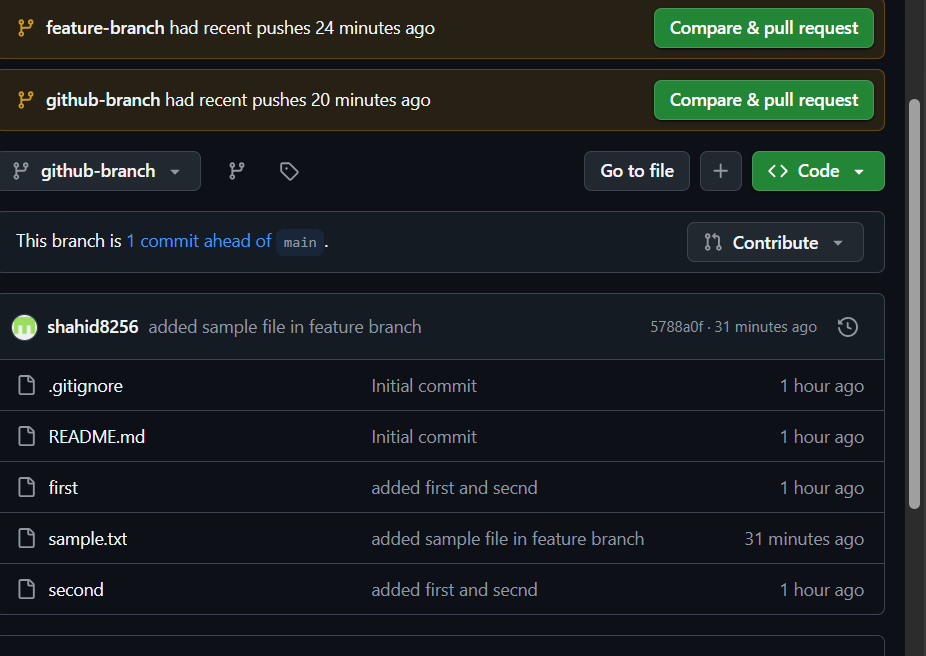 feature-branch had recent pushes 24 minutes ago
Compare & pull request
github-branch had recent pushes 20 minutes ago
Compare & pull request
github-branch
Go to file
Code
This branch is 1 commit ahead of main .
Contribute
shahid8256 added sample file in feature branch 5788a0f · 31 minutes ago
.gitignore Initial commit 1 hour ago
README.md Initial commit 1 hour ago
first added first and secnd 1 hour ago
sample.txt added sample file in feature branch 31 minutes ago
second added first and secnd 1 hour ago